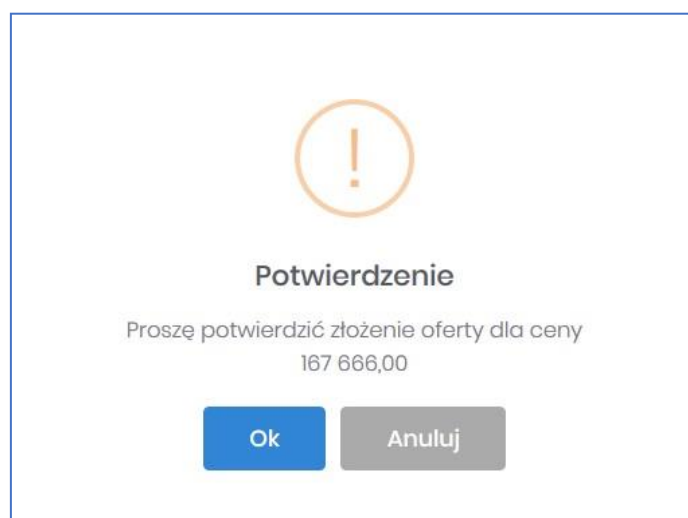 Potwierdzenie
Proszę potwierdzić złożenie oferty dla ceny
167 666,00
Ok Anuluj